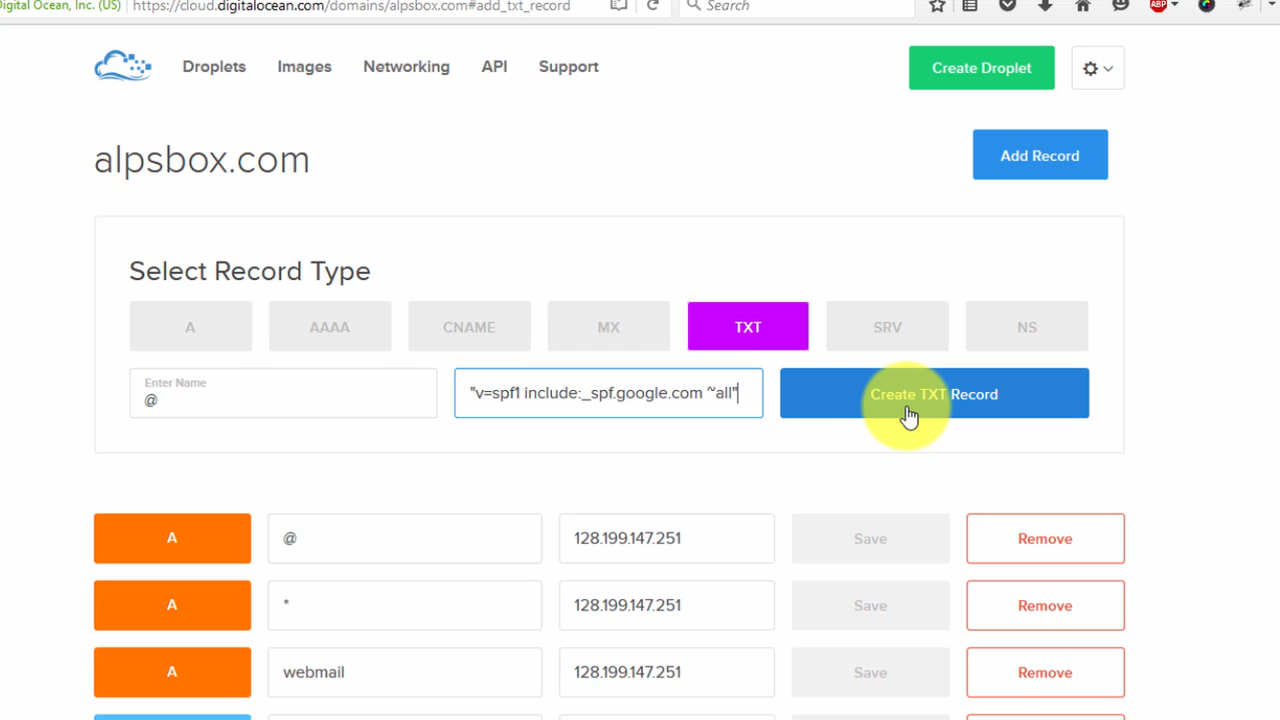 Digital Ocean, Inc. (US) https://cloud.digitalocean.com/domains/alpsbox.com#add_txt_record Search ABP
Droplets Images Networking API Support Create Droplet
alpsbox.com Add Record
Select Record Type
A AAAA CNAME MX TXT SRV NS
Enter Name
@ "v=spf1 include:_spf.google.com ~all" Create TXT Record
A @ 128.199.147.251 Save Remove
A * 128.199.147.251 Save Remove
A webmail 128.199.147.251 Save Remove